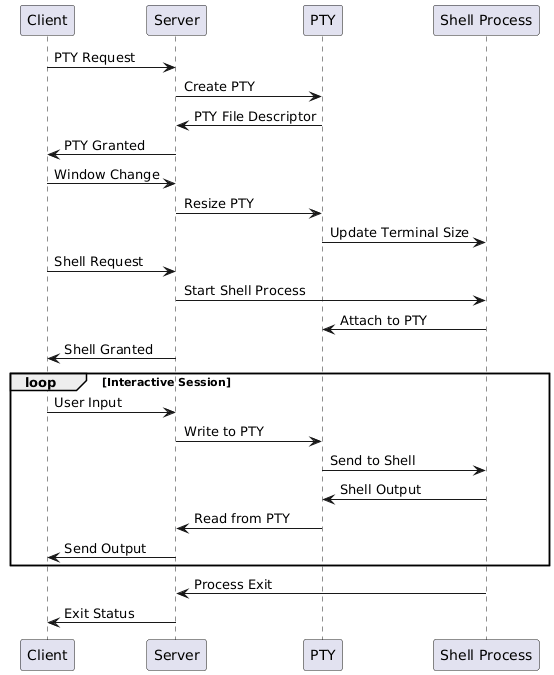 Client Server PTY Shell Process
PTY Request
Create PTY
PTY File Descriptor
PTY Granted
Window Change
Resize PTY
Update Terminal Size
Shell Request
Start Shell Process
Attach to PTY
Shell Granted
loop [Interactive Session]
User Input
Write to PTY
Send to Shell
Shell Output
Read from PTY
Send Output
Process Exit
Exit Status
Client Server PTY Shell Process